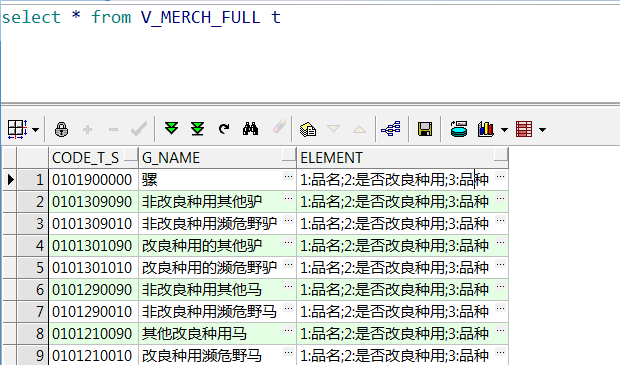 select * from V_MERCH_FULL t
CODE_T_S G_NAME ELEMENT
1 0101900000 骡 ... 1:品名;2:是否改良种用;3:品种 ...
2 0101309090 非改良种用其他驴 ... 1:品名;2:是否改良种用;3:品种 ...
3 0101309010 非改良种用濒危野驴 ... 1:品名;2:是否改良种用;3:品种 ...
4 0101301090 改良种用的其他驴 ... 1:品名;2:是否改良种用;3:品种 ...
5 0101301010 改良种用的濒危野驴 ... 1:品名;2:是否改良种用;3:品种 ...
6 0101290090 非改良种用其他马 ... 1:品名;2:是否改良种用;3:品种 ...
7 0101290010 非改良种用濒危野马 ... 1:品名;2:是否改良种用;3:品种 ...
8 0101210090 其他改良种用马 ... 1:品名;2:是否改良种用;3:品种 ...
9 0101210010 改良种用濒危野马 ... 1:品名;2:是否改良种用;3:品种 ...